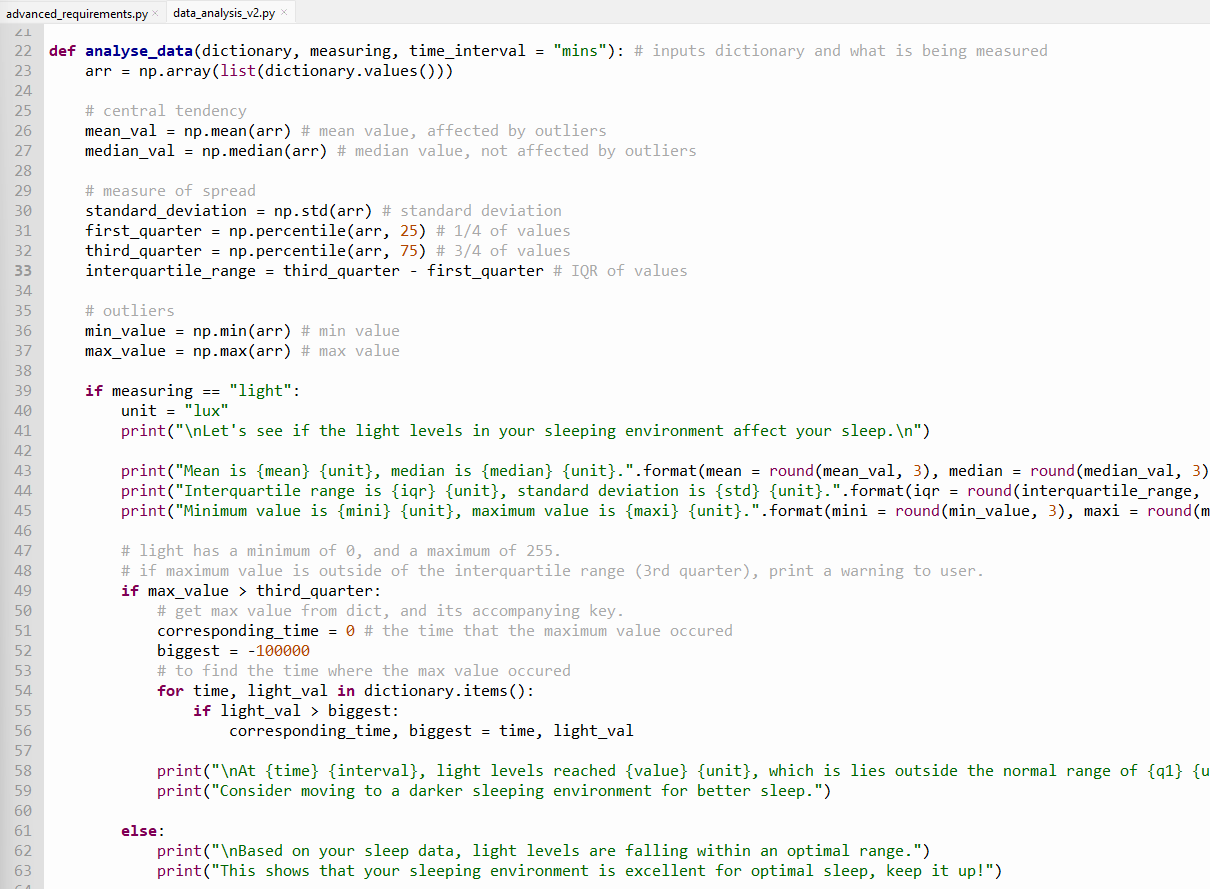 advanced_requirements.py × data_analysis_v2.py ×
21
22 def analyse_data(dictionary, measuring, time_interval = "mins"): # inputs dictionary and what is being measured
23     arr = np.array(list(dictionary.values()))
24
25     # central tendency
26     mean_val = np.mean(arr) # mean value, affected by outliers
27     median_val = np.median(arr) # median value, not affected by outliers
28
29     # measure of spread
30     standard_deviation = np.std(arr) # standard deviation
31     first_quarter = np.percentile(arr, 25) # 1/4 of values
32     third_quarter = np.percentile(arr, 75) # 3/4 of values
33     interquartile_range = third_quarter - first_quarter # IQR of values
34
35     # outliers
36     min_value = np.min(arr) # min value
37     max_value = np.max(arr) # max value
38
39     if measuring == "light":
40         unit = "lux"
41         print("\nLet's see if the light levels in your sleeping environment affect your sleep.\n")
42
43         print("Mean is {mean} {unit}, median is {median} {unit}.".format(mean = round(mean_val, 3), median = round(median_val, 3)
44         print("Interquartile range is {iqr} {unit}, standard deviation is {std} {unit}.".format(iqr = round(interquartile_range,
45         print("Minimum value is {mini} {unit}, maximum value is {maxi} {unit}.".format(mini = round(min_value, 3), maxi = round(m
46
47         # light has a minimum of 0, and a maximum of 255.
48         # if maximum value is outside of the interquartile range (3rd quarter), print a warning to user.
49         if max_value > third_quarter:
50             # get max value from dict, and its accompanying key.
51             corresponding_time = 0 # the time that the maximum value occured
52             biggest = -100000
53             # to find the time where the max value occured
54             for time, light_val in dictionary.items():
55                 if light_val > biggest:
56                     corresponding_time, biggest = time, light_val
57
58             print("\nAt {time} {interval}, light levels reached {value} {unit}, which is lies outside the normal range of {q1} {u
59             print("Consider moving to a darker sleeping environment for better sleep.")
60
61         else:
62             print("\nBased on your sleep data, light levels are falling within an optimal range.")
63             print("This shows that your sleeping environment is excellent for optimal sleep, keep it up!")